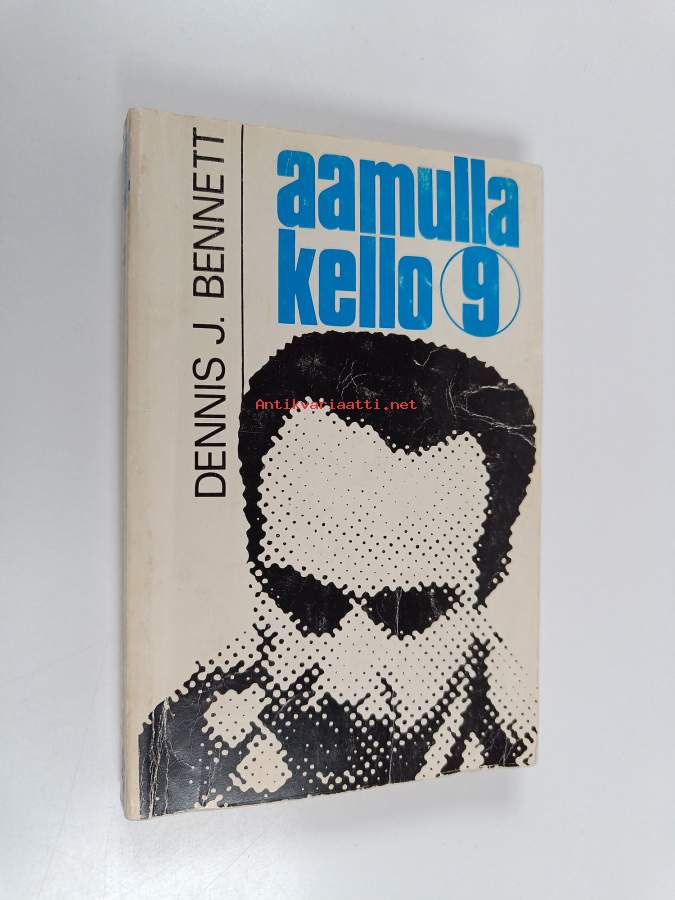 DENNIS J. BENNETT
aamulla
kello 9
Antikvariaatti.net